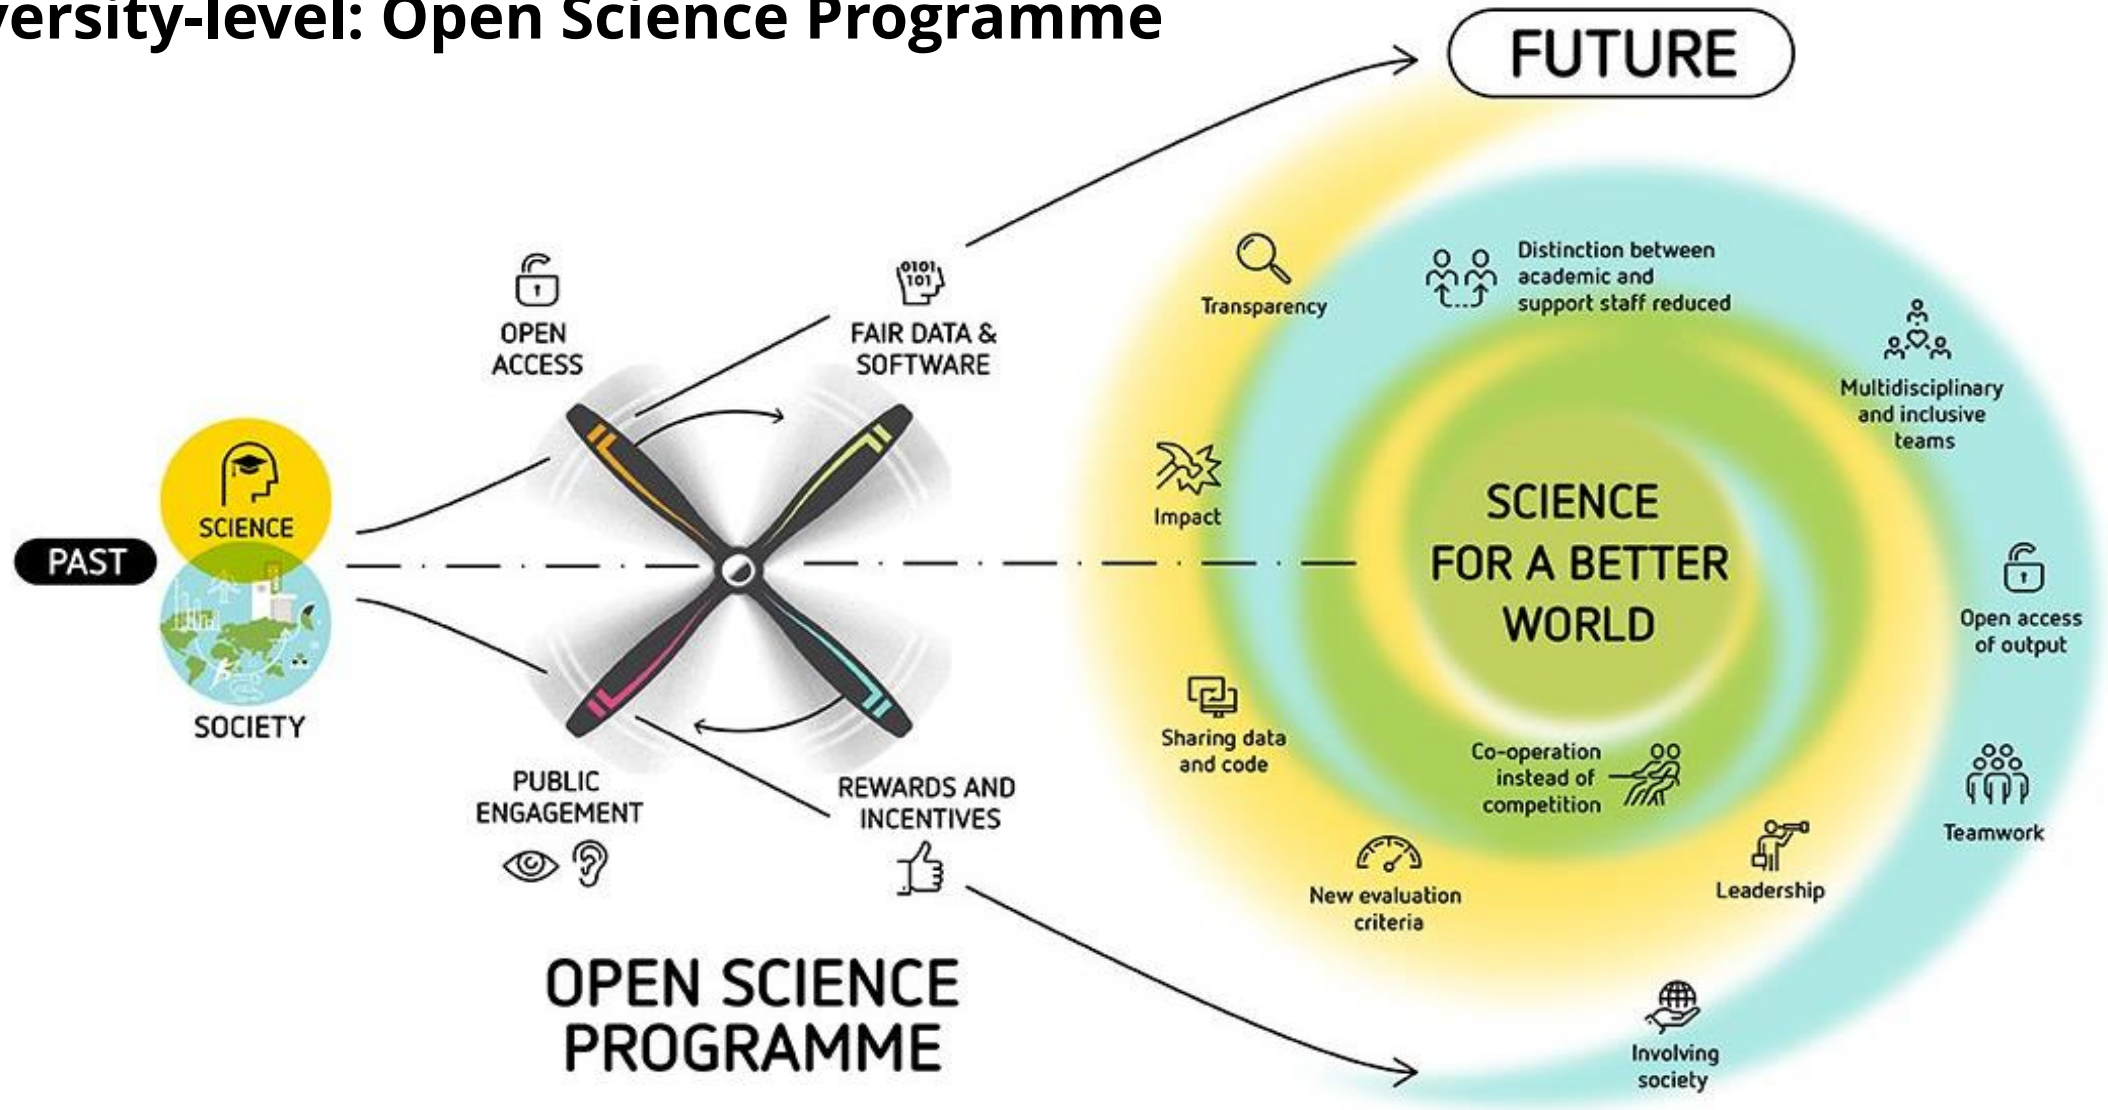 versity-level: Open Science Programme
FUTURE
OPEN
ACCESS
0101
101
FAIR DATA &
SOFTWARE
PAST
SCIENCE
SOCIETY
PUBLIC
ENGAGEMENT
REWARDS AND
INCENTIVES
OPEN SCIENCE
PROGRAMME
Transparency
Distinction between
academic and
support staff reduced
Multidisciplinary
and inclusive
teams
Impact
SCIENCE
FOR A BETTER
WORLD
Open access
of output
Sharing data
and code
Co-operation
instead of
competition
Teamwork
New evaluation
criteria
Leadership
Involving
society